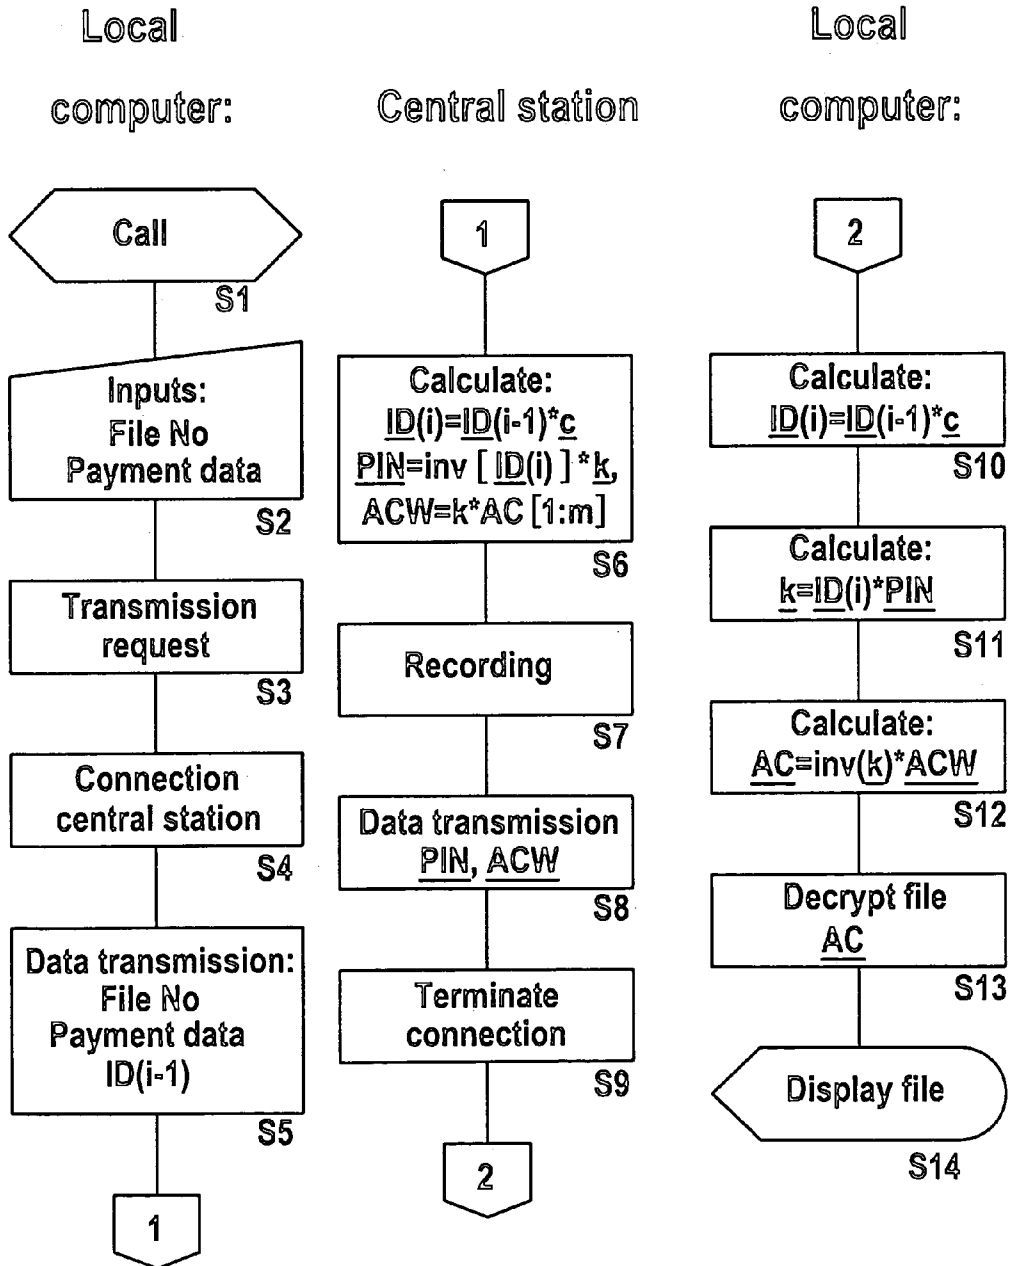 Local
computer:
Call
S1
Inputs:
File No
Payment data
S2
Transmission
request
S3
Connection
central station
S4
Data transmission:
File No
Payment data
ID(i-1)
S5
1
Central station
1
Calculate:
ID(i)=ID(i-1)*c
PIN=inv [ ID(i) ]*k,
ACW=k*AC [1:m]
S6
Recording
S7
Data transmission
PIN, ACW
S8
Terminate
connection
S9
2
Local
computer:
2
Calculate:
ID(i)=ID(i-1)*c
S10
Calculate:
k=ID(i)*PIN
S11
Calculate:
AC=inv(k)*ACW
S12
Decrypt file
AC
S13
Display file
S14